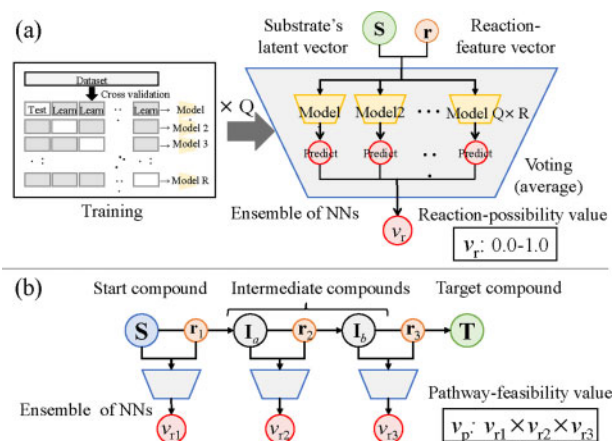 (a)
Substrate's
latent vector
S
r
Reaction-
feature vector
Dataset
Cross validation
Test Learn Learn ·· Learn Model
Model 2
Model 3
Model R
Training
× Q
Model Model2 ··· Model Q× R
Predict Predict ·· Predict
Voting
(average)
Ensemble of NNs
vr
Reaction-possibility value
vr: 0.0-1.0
(b)
Start compound Intermediate compounds Target compound
S r1 Ia r2 Ib r3 T
Ensemble of NNs
vr1 vr2 vr3
Pathway-feasibility value
vp: vr1×vr2×vr3